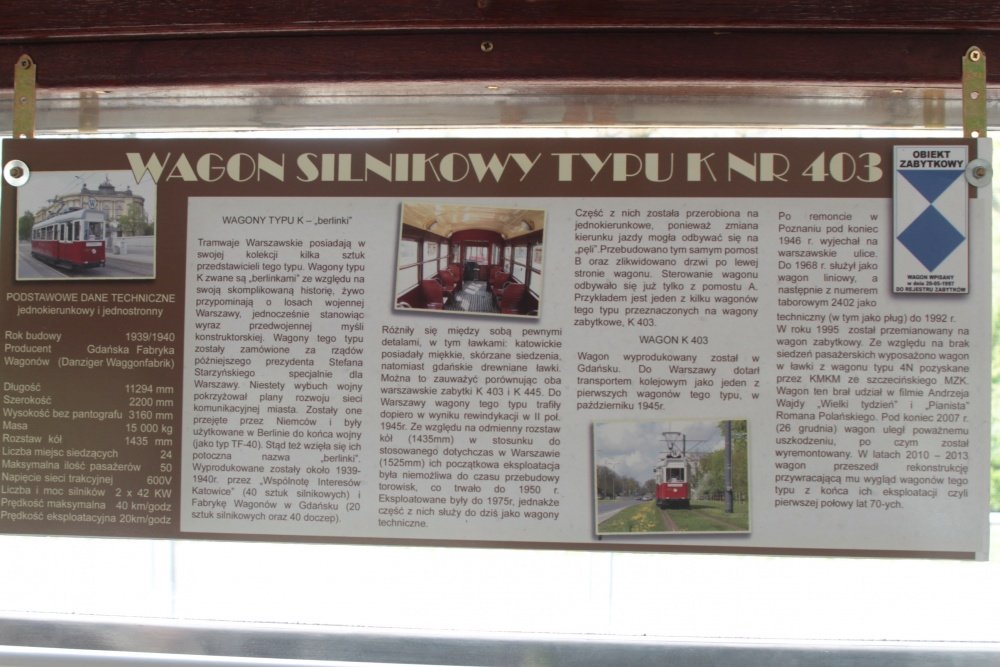 WAGON SILNIKOWY TYPU K NR 403
OBIEKT
ZABYTKOWY
WAGON WPISANY
w dniu 20-05-1997
DO REJESTRU ZABYTKÓW
PODSTAWOWE DANE TECHNICZNE
jednokierunkowy i jednostronny
Rok budowy 1939/1940
Producent Gdańska Fabryka
Wagonów (Danziger Waggonfabrik)
Długość 11294 mm
Szerokość 2200 mm
Wysokość bez pantografu 3160 mm
Masa 15 000 kg
Rozstaw kół 1435 mm
Liczba miejsc siedzących 24
Maksymalna ilość pasażerów 50
Napięcie sieci trakcyjnej 600V
Liczba i moc silników 2 x 42 KW
Prędkość maksymalna 40 km/godz
Prędkość eksploatacyjna 20km/godz
WAGONY TYPU K – „berlinki”
Tramwaje Warszawskie posiadają w
swojej kolekcji kilka sztuk
przedstawicieli tego typu. Wagony typu
K zwane są „berlinkami” ze względu na
swoją skomplikowaną historię, żywo
przypominają o losach wojennej
Warszawy, jednocześnie stanowiąc
wyraz przedwojennej myśli
konstruktorskiej. Wagony tego typu
zostały zamówione za rządów
późniejszego prezydenta Stefana
Starzyńskiego specjalnie dla
Warszawy. Niestety wybuch wojny
pokrzyżował plany rozwoju sieci
komunikacyjnej miasta. Zostały one
przejęte przez Niemców i były
użytkowane w Berlinie do końca wojny
(jako typ TF-40). Stąd też wzięła się ich
potoczna nazwa „berlinki”.
Wyprodukowane zostały około 1939-
1940r. przez „Wspólnotę Interesów
Katowice” (40 sztuk silnikowych) i
Fabrykę Wagonów w Gdańsku (20
sztuk silnikowych oraz 40 doczep).
Różniły się między sobą pewnymi
detalami, w tym ławkami: katowickie
posiadały miękkie, skórzane siedzenia,
natomiast gdańskie drewniane ławki.
Można to zauważyć porównując oba
warszawskie zabytki K 403 i K 445. Do
Warszawy wagony tego typu trafiły
dopiero w wyniku rewindykacji w II poł.
1945r. Ze względu na odmienny rozstaw
kół (1435mm) w stosunku do
stosowanego dotychczas w Warszawie
(1525mm) ich początkowa eksploatacja
była niemożliwa do czasu przebudowy
torowisk, co trwało do 1950 r.
Eksploatowane były do 1975r, jednakże
część z nich służy do dziś jako wagony
techniczne.
Część z nich została przerobiona na
jednokierunkowe, ponieważ zmiana
kierunku jazdy mogła odbywać się na
„pęli”.Przebudowano tym samym pomost
B oraz zlikwidowano drzwi po lewej
stronie wagonu. Sterowanie wagonu
odbywało się już tylko z pomostu A.
Przykładem jest jeden z kilku wagonów
tego typu przeznaczonych na wagony
zabytkowe, K 403.
WAGON K 403
Wagon wyprodukowany został w
Gdańsku. Do Warszawy dotarł
transportem kolejowym jako jeden z
pierwszych wagonów tego typu, w
październiku 1945r.
Po remoncie w
Poznaniu pod koniec
1946 r. wyjechał na
warszawskie ulice.
Do 1968 r. służył jako
wagon liniowy, a
następnie z numerem
taborowym 2402 jako
techniczny (w tym jako pług) do 1992 r.
W roku 1995 został przemianowany na
wagon zabytkowy. Ze względu na brak
siedzeń pasażerskich wyposażono wagon
w ławki z wagonu typu 4N pozyskane
przez KMKM ze szczecińskiego MZK.
Wagon ten brał udział w filmie Andrzeja
Wajdy „Wielki tydzień” i „Pianista”
Romana Polańskiego. Pod koniec 2007 r.
(26 grudnia) wagon uległ poważnemu
uszkodzeniu, po czym został
wyremontowany. W latach 2010 – 2013
wagon przeszedł rekonstrukcję
przywracającą mu wygląd wagonów tego
typu z końca ich eksploatacji czyli
pierwszej połowy lat 70-ych.